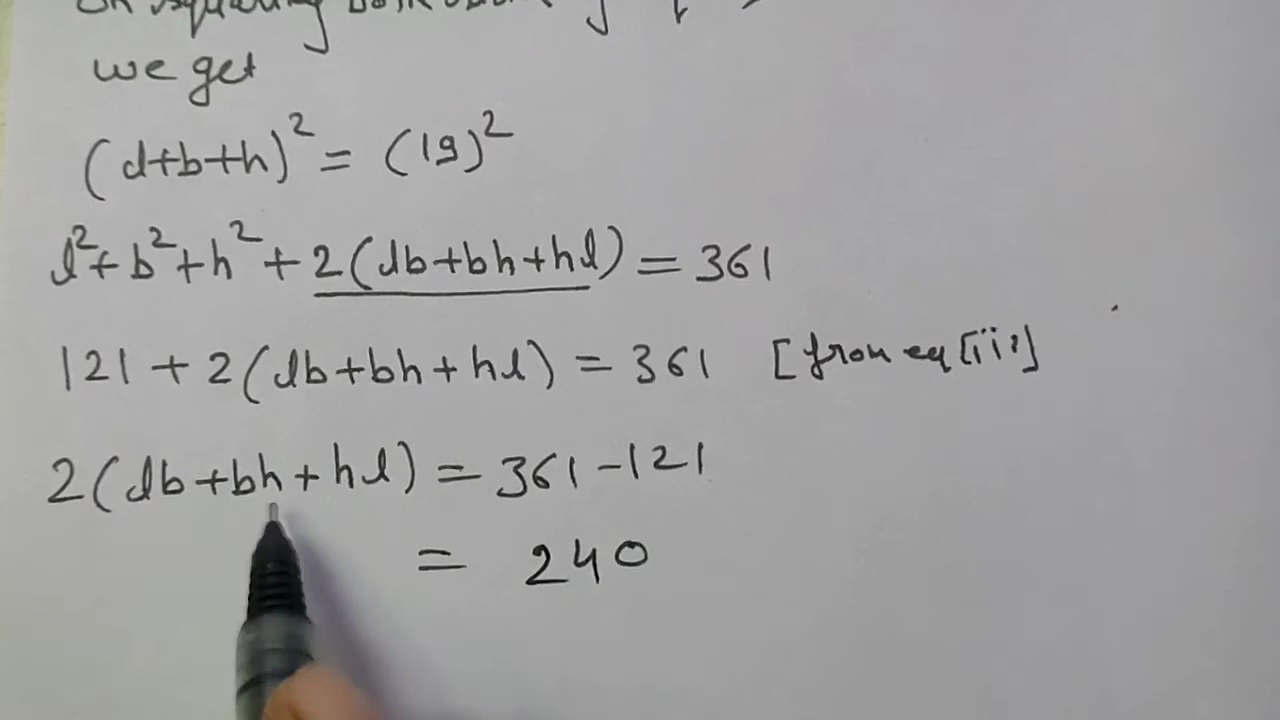 we get
(l+b+h)² = (19)²
l²+b²+h²+2(lb+bh+hl) = 361
121+2(lb+bh+hl) = 361 [from eq[iii]
2(lb+bh+hl) = 361-121
= 240